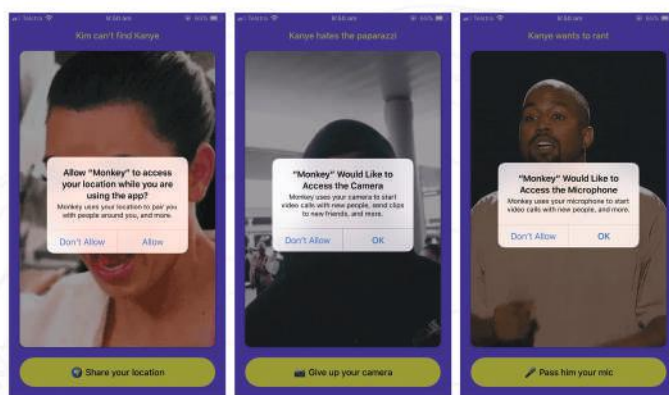 Telstra
Kim can't find Kanye
Allow "Monkey" to access
your location while you are
using the app?
Monkey uses your location to pair you
with people around you, and more.
Don't Allow Allow
Share your location
Telstra
Kanye hates the paparazzi
"Monkey" Would Like to
Access the Camera
Monkey uses your camera to start
video calls with new people, send clips
to new friends, and more.
Don't Allow OK
Give up your camera
Telstra
Kanye wants to rant
"Monkey" Would Like to
Access the Microphone
Monkey uses your microphone to start
video calls with new people, and more.
Don't Allow OK
Pass him your mic